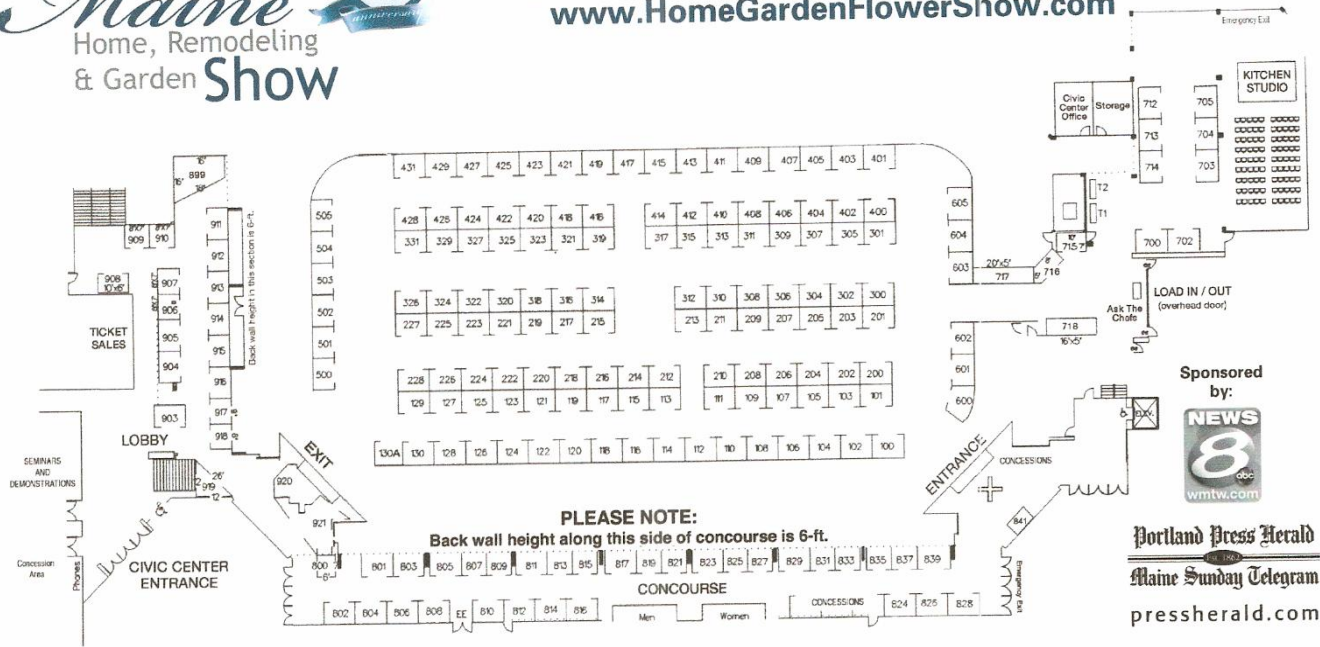 Maine
anniversary
Home, Remodeling
& Garden Show
www.HomeGardenFlowerShow.com
Emergency Exit
KITCHEN
STUDIO
Civic
Center
Office
Storage
712 705
713 704
714 703
T2
T1
715
716
20'x5'
717
700 702
LOAD IN / OUT
(overhead door)
Ask The
Chefs
718
16'x5'
431 429 427 425 423 421 419 417 415 413 411 409 407 405 403 401
428 426 424 422 420 418 416 414 412 410 408 406 404 402 400
331 329 327 325 323 321 319 317 315 313 311 309 307 305 301
326 324 322 320 318 316 314 312 310 308 306 304 302 300
227 225 223 221 219 217 215 213 211 209 207 205 203 201
228 226 224 222 220 218 216 214 212 210 208 206 204 202 200
129 127 125 123 121 119 117 115 113 111 109 107 105 103 101
130A 130 128 126 124 122 120 118 116 114 112 110 108 106 104 102 100
505
504
503
502
501
500
605
604
603
602
601
600
16'
16' 899
909 910
908
10'x6'
907
906
905
904
903
911
912
913
914
915
916
917
918
Back wall height in this section is 6-ft.
TICKET
SALES
LOBBY
SEMINARS
AND
DEMONSTRATIONS
Concession
Area
Phones
26'
919
12
EXIT
920
921
CIVIC CENTER
ENTRANCE
ENTRANCE
CONCESSIONS
ELEV.
841
PLEASE NOTE:
Back wall height along this side of concourse is 6-ft.
800
6'
801 803 805 807 809 811 813 815 817 819 821 823 825 827 829 831 833 835 837 839
CONCOURSE
802 804 806 808 EE 810 812 814 816
Men
Women
CONCESSIONS
824 826 828
Emergency Exit
Sponsored
by:
NEWS
8
abc
wmtw.com
Portland Press Herald
Est. 1862
Maine Sunday Telegram
pressherald.com